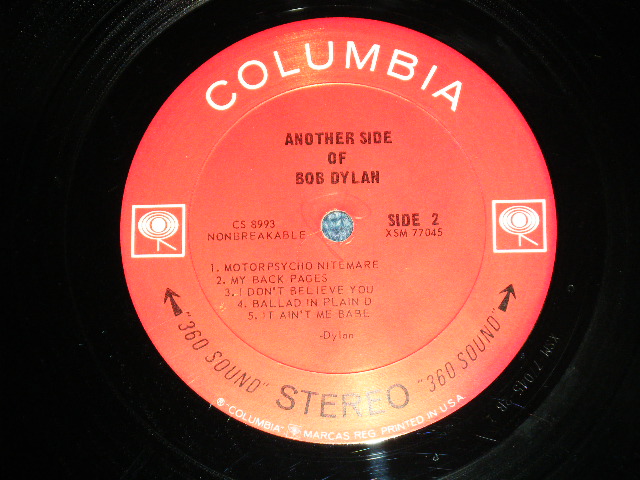 COLUMBIA
ANOTHER SIDE
OF
BOB DYLAN
CS 8993
NONBREAKABLE
SIDE 2
XSM 77045
1. MOTORPSYCHO NITEMARE
2. MY BACK PAGES
3. I DON'T BELIEVE YOU
4. BALLAD IN PLAIN D
5. IT AIN'T ME BABE
-Dylan
"360 SOUND" STEREO "360 SOUND"
® "COLUMBIA" MARCAS REG. PRINTED IN U.S.A.